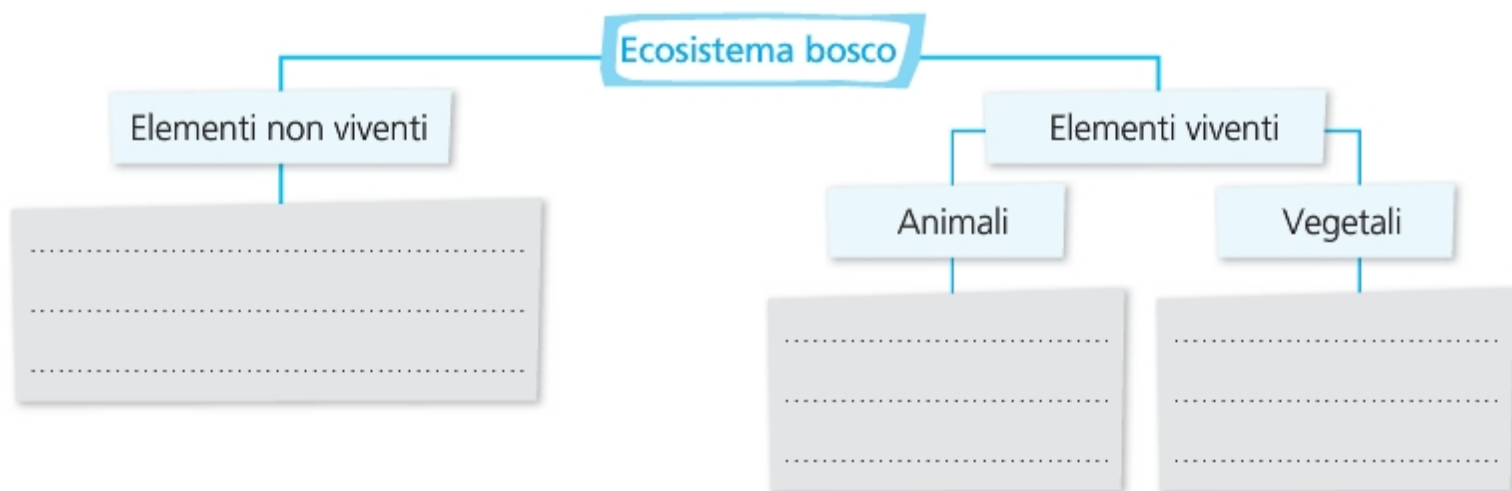 Ecosistema bosco
Elementi non viventi
Elementi viventi
Animali
Vegetali